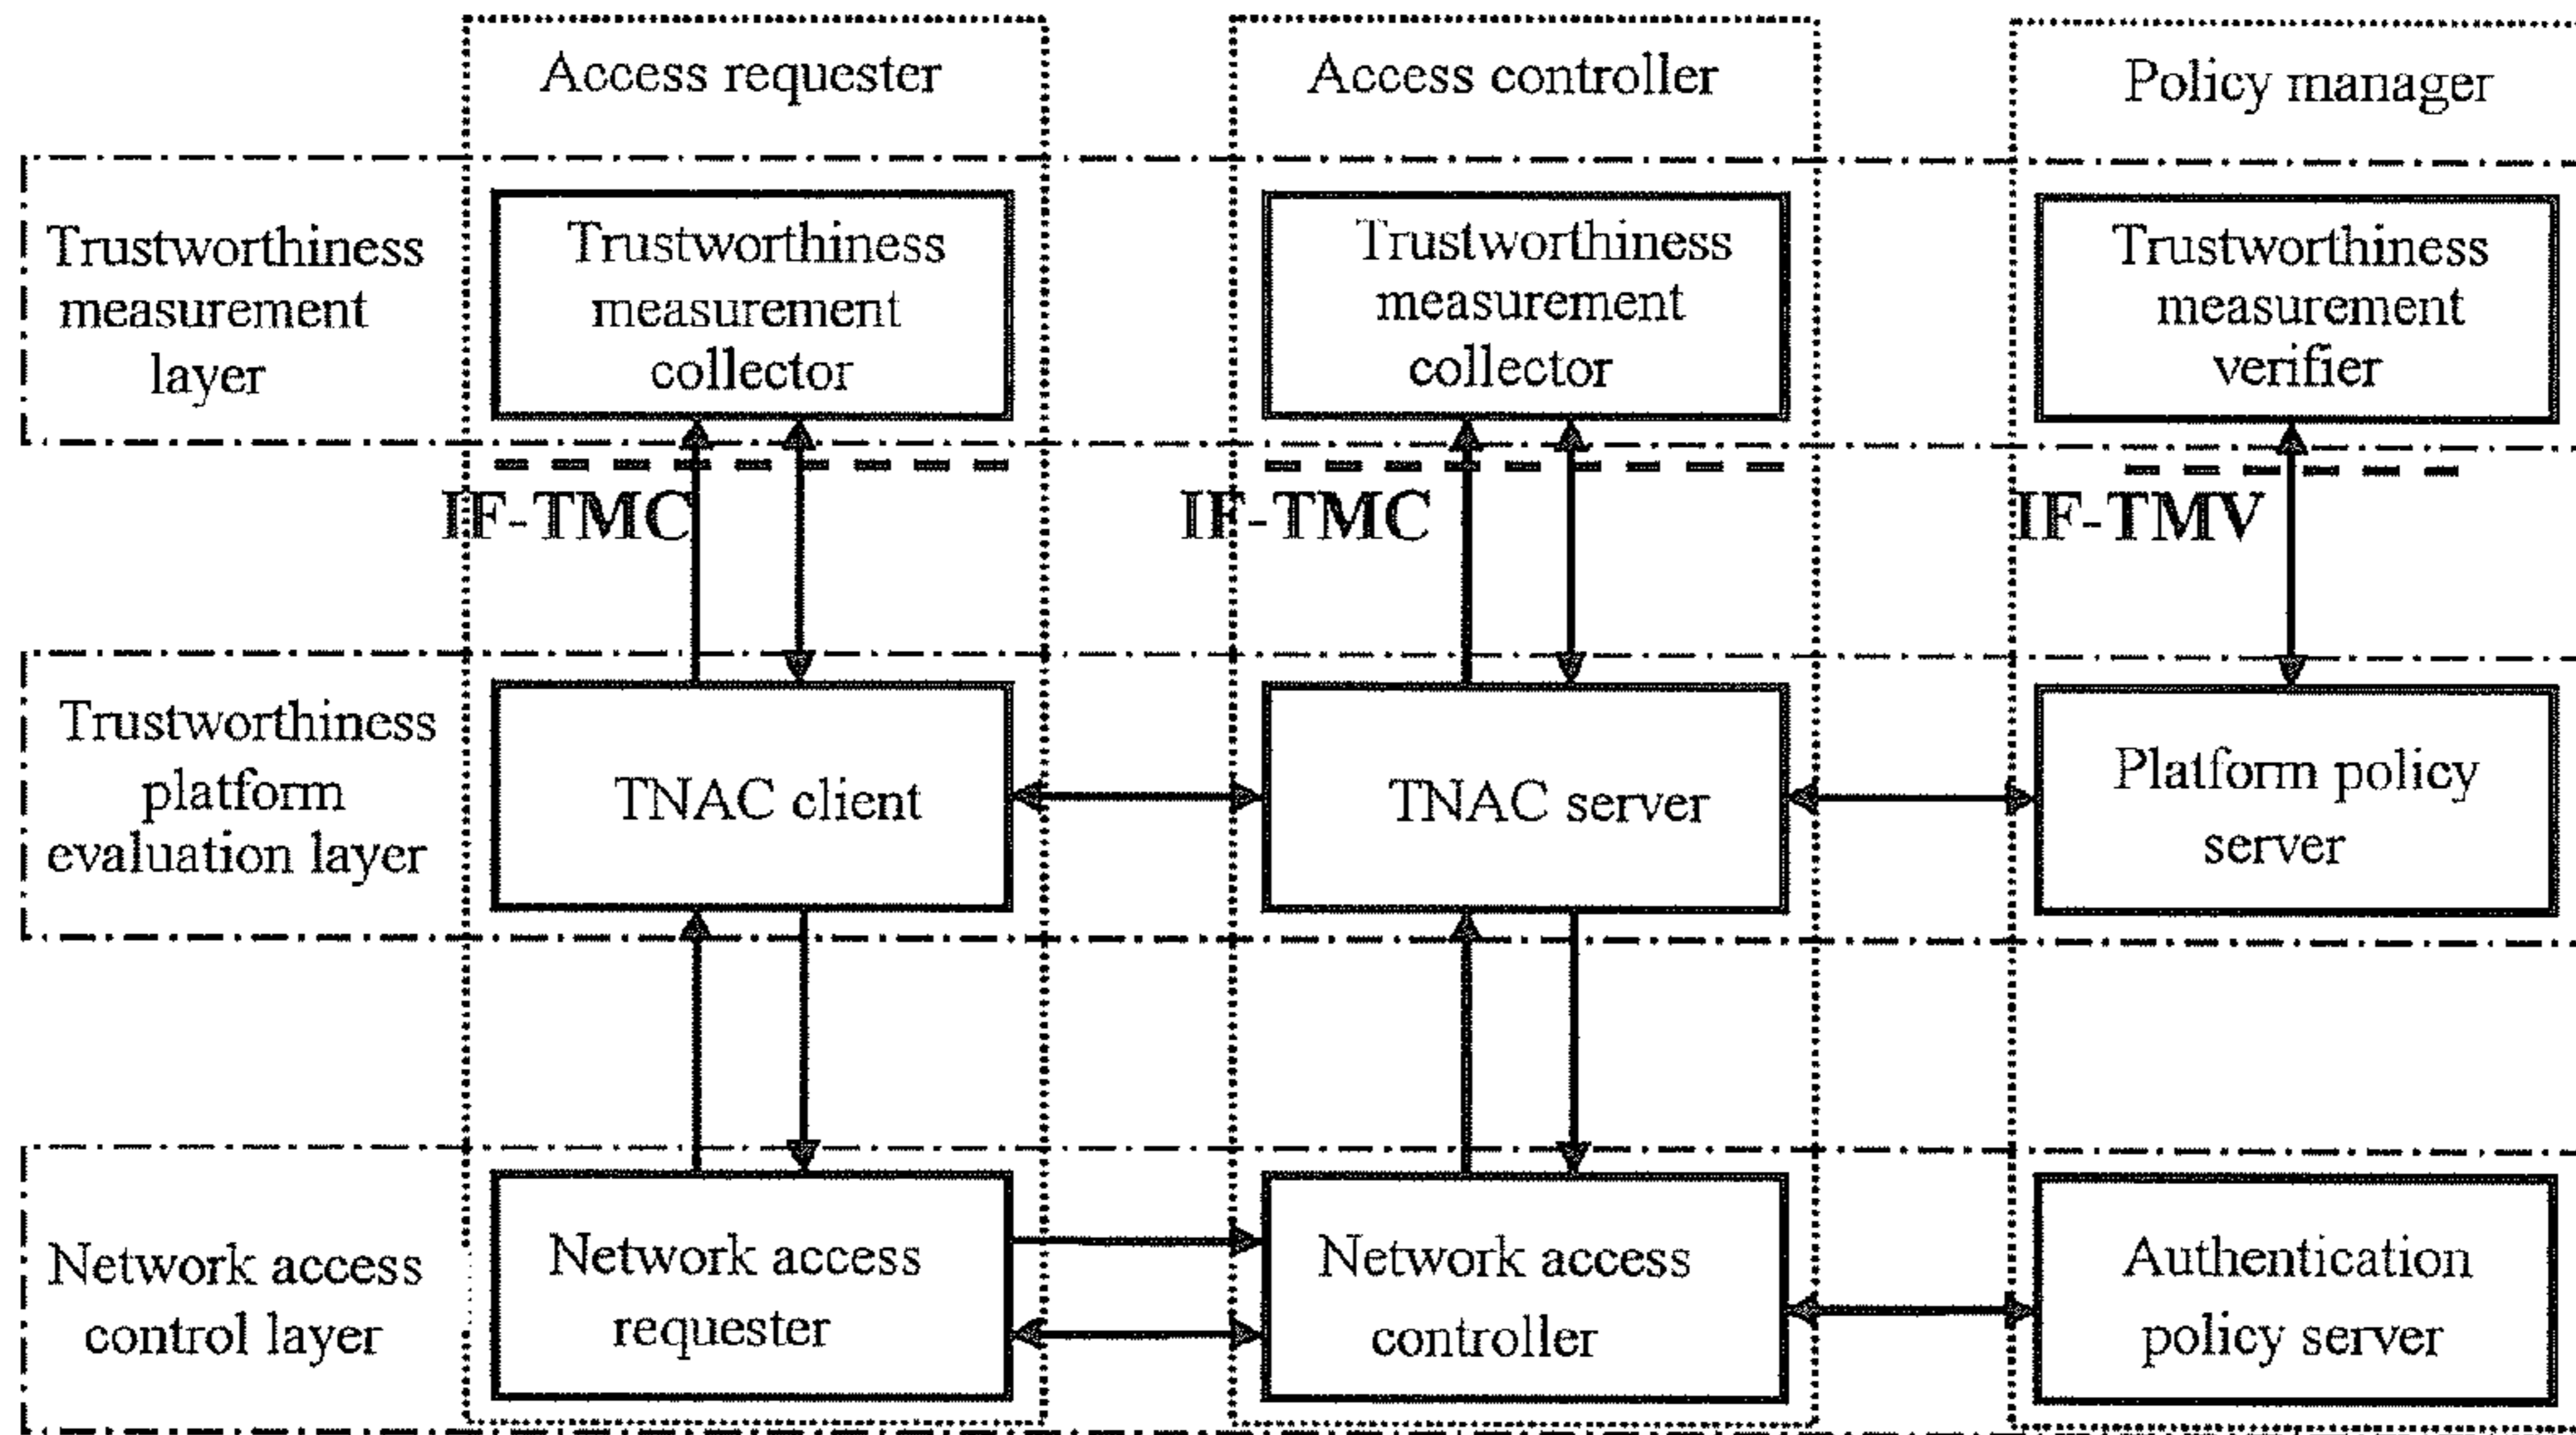 Access requester
Access controller
Policy manager
Trustworthiness
measurement
layer
Trustworthiness
measurement
collector
Trustworthiness
measurement
collector
Trustworthiness
measurement
verifier
IF-TMC
IF-TMC
IF-TMV
Trustworthiness
platform
evaluation layer
TNAC client
TNAC server
Platform policy
server
Network access
control layer
Network access
requester
Network access
controller
Authentication
policy server